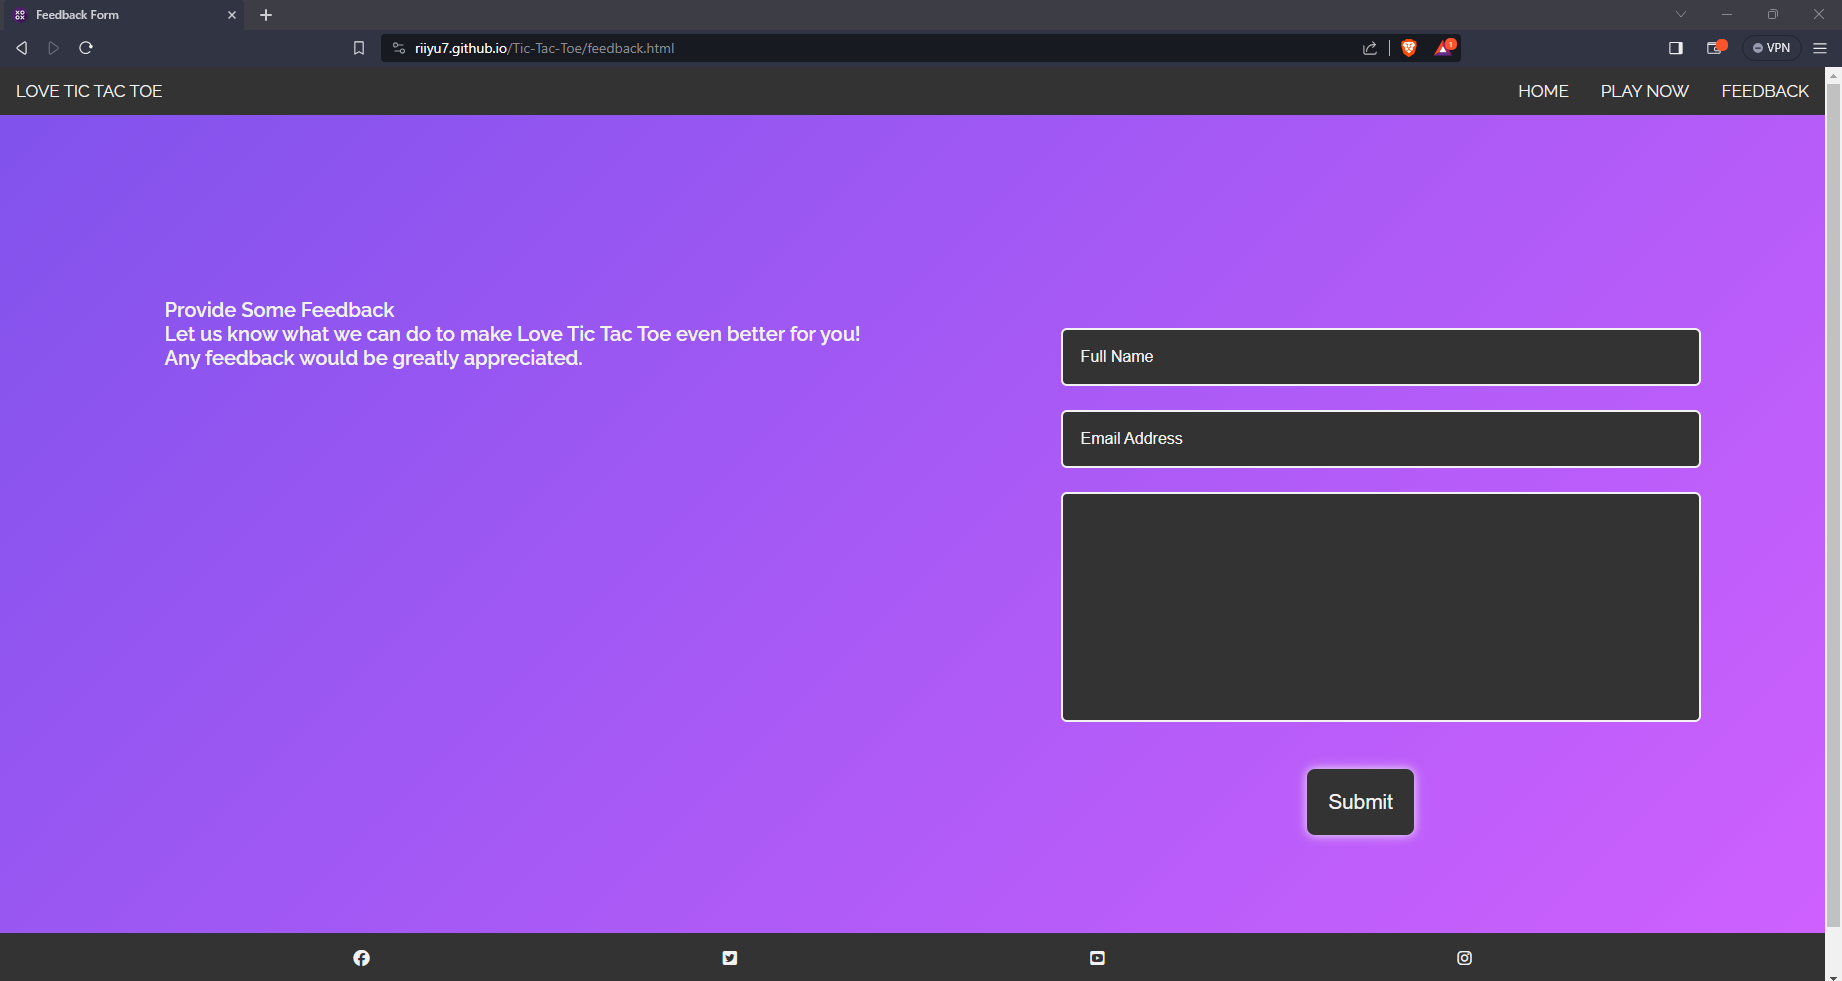 Feedback Form
riiyu7.github.io/Tic-Tac-Toe/feedback.html
1
VPN
LOVE TIC TAC TOE
HOME
PLAY NOW
FEEDBACK
Provide Some Feedback
Let us know what we can do to make Love Tic Tac Toe even better for you!
Any feedback would be greatly appreciated.
Full Name
Email Address
Submit